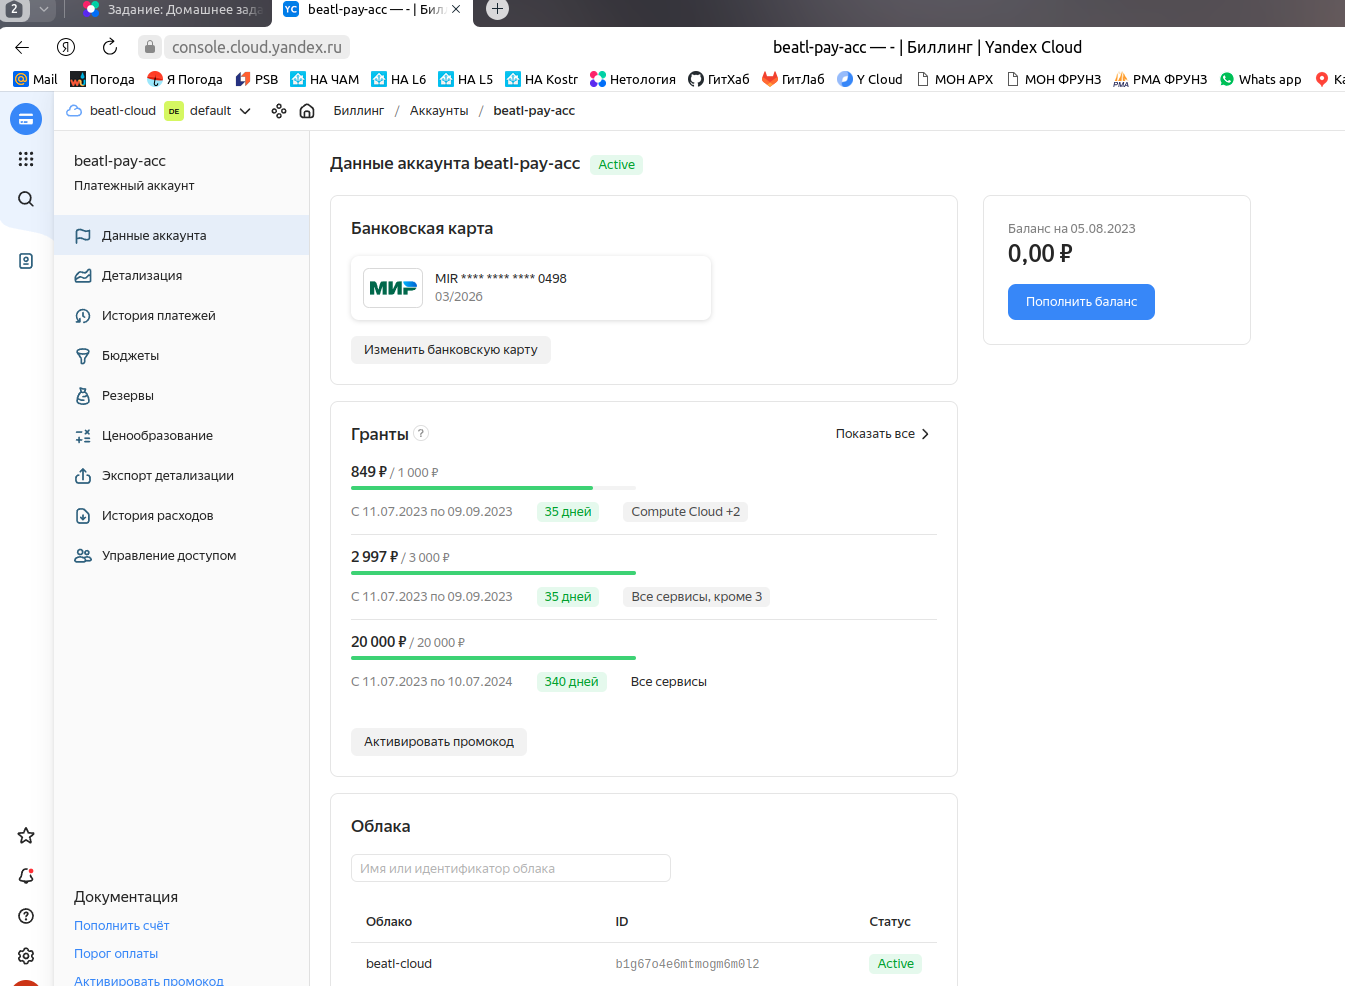 2
Задание: Домашнее зада
YC beatl-pay-acc — - | Бил
Я console.cloud.yandex.ru beatl-pay-acc — - | Биллинг | Yandex Cloud
Mail Погода Я Погода PSB НА ЧАМ НА L6 НА L5 НА Kostr Нетология ГитХаб ГитЛаб Y Cloud МОН АРХ МОН ФРУНЗ РМА ФРУНЗ Whats app
beatl-cloud DE default Биллинг / Аккаунты / beatl-pay-acc
beatl-pay-acc
Платежный аккаунт
Данные аккаунта
Детализация
История платежей
Бюджеты
Резервы
Ценообразование
Экспорт детализации
История расходов
Управление доступом
Документация
Пополнить счёт
Порог оплаты
Активировать промокод
Данные аккаунта beatl-pay-acc Active
Банковская карта
МИР MIR **** **** **** 0498
03/2026
Изменить банковскую карту
Баланс на 05.08.2023
0,00 ₽
Пополнить баланс
Гранты ? Показать все
849 ₽ / 1 000 ₽
С 11.07.2023 по 09.09.2023 35 дней Compute Cloud +2
2 997 ₽ / 3 000 ₽
С 11.07.2023 по 09.09.2023 35 дней Все сервисы, кроме 3
20 000 ₽ / 20 000 ₽
С 11.07.2023 по 10.07.2024 340 дней Все сервисы
Активировать промокод
Облака
Имя или идентификатор облака
Облако ID Статус
beatl-cloud b1g67o4e6mtmogm6m0l2 Active